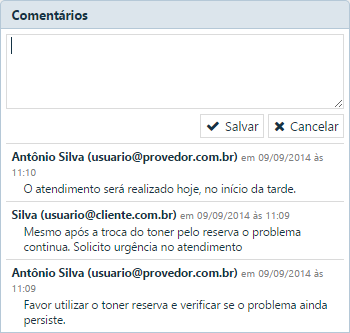 Comentários
Salvar
Cancelar
Antônio Silva (usuario@provedor.com.br) em 09/09/2014 às
11:10
O atendimento será realizado hoje, no início da tarde.
Silva (usuario@cliente.com.br) em 09/09/2014 às 11:09
Mesmo após a troca do toner pelo reserva o problema
continua. Solicito urgência no atendimento
Antônio Silva (usuario@provedor.com.br) em 09/09/2014 às
11:09
Favor utilizar o toner reserva e verificar se o problema ainda
persiste.